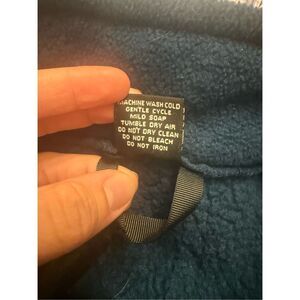 MACHINE WASH COLD
GENTLE CYCLE
MILD SOAP
TUMBLE DRY AIR
DO NOT DRY CLEAN
DO NOT BLEACH
DO NOT IRON